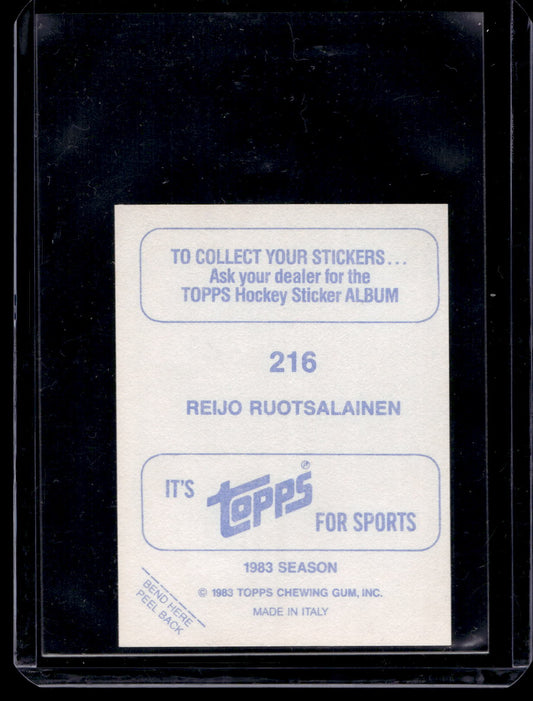 TO COLLECT YOUR STICKERS...
Ask your dealer for the
TOPPS Hockey Sticker ALBUM
216
REIJO RUOTSALAINEN
IT'S
topps
®
FOR SPORTS
1983 SEASON
© 1983 TOPPS CHEWING GUM, INC.
MADE IN ITALY
BEND HERE
PEEL BACK